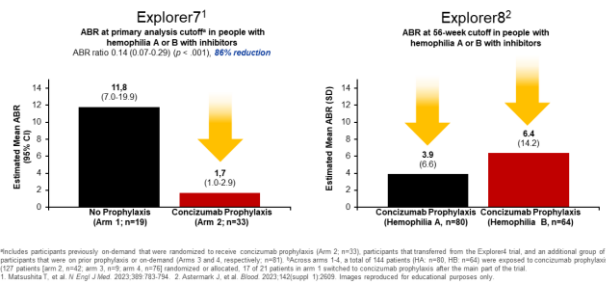 Explorer7¹
ABR at primary analysis cutoffᵃ in people with
hemophilia A or B with inhibitors
ABR ratio 0.14 (0.07-0.29) (p < .001), 86% reduction
Estimated Mean ABR
(95% CI)
14
12
10
8
6
4
2
0
11,8
(7.0-19.9)
1,7
(1.0-2.9)
No Prophylaxis
(Arm 1; n=19)
Concizumab Prophylaxis
(Arm 2; n=33)
Explorer8²
ABR at 56-week cutoff in people with
hemophilia A or B with inhibitors
Estimated Mean ABR (SD)
14
12
10
8
6
4
2
0
3.9
(6.6)
6.4
(14.2)
Concizumab Prophylaxis
(Hemophilia A, n=80)
Concizumab Prophylaxis
(Hemophilia B, n=64)
ᵃIncludes participants previously on-demand that were randomized to receive concizumab prophylaxis (Arm 2; n=33), participants that transferred from the Explorer4 trial, and an additional group of
participants that were on prior prophylaxis or on-demand (Arms 3 and 4, respectively; n=81). ᵇAcross arms 1-4, a total of 144 patients (HA: n=80, HB: n=64) were exposed to concizumab prophylaxis
(127 patients [arm 2, n=42; arm 3, n=9; arm 4, n=76] randomized or allocated, 17 of 21 patients in arm 1 switched to concizumab prophylaxis after the main part of the trial.
1. Matsushita T, et al. N Engl J Med. 2023;389:783-794. 2. Astermark J, et al. Blood. 2023;142(suppl 1):2609. Images reproduced for educational purposes only.